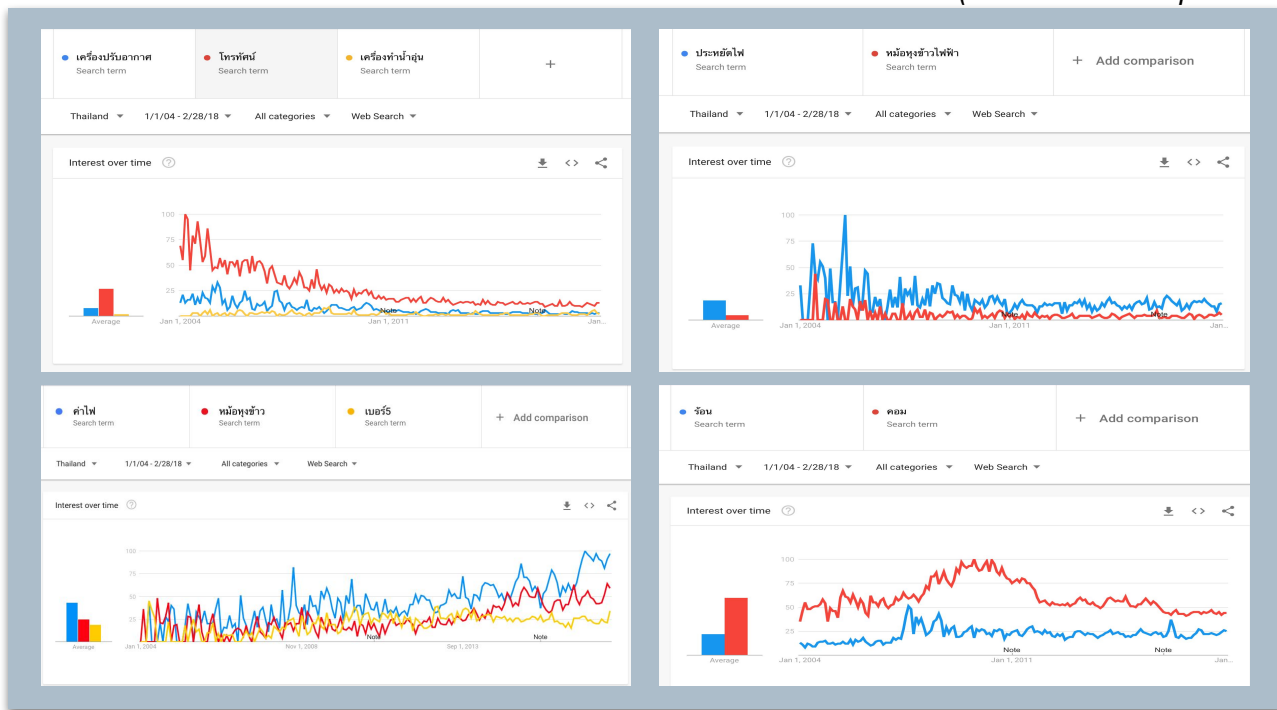 เครื่องปรับอากาศ
Search term
โทรทัศน์
Search term
เครื่องทำน้ำอุ่น
Search term
+
Thailand 1/1/04 - 2/28/18 All categories Web Search
Interest over time
100
75
50
25
Note
Note
Average
Jan 1, 2004
Jan 1, 2011
Jan...
ประหยัดไฟ
Search term
หม้อหุงข้าวไฟฟ้า
Search term
+ Add comparison
Thailand 1/1/04 - 2/28/18 All categories Web Search
Interest over time
100
75
50
25
Note
Note
Average
Jan 1, 2004
Jan 1, 2011
Jan...
ค่าไฟ
Search term
หม้อหุงข้าว
Search term
เบอร์5
Search term
+ Add comparison
Thailand 1/1/04 - 2/28/18 All categories Web Search
Interest over time
100
75
50
25
Note
Note
Average
Jan 1, 2004
Nov 1, 2008
Sep 1, 2013
ร้อน
Search term
คอม
Search term
+ Add comparison
Thailand 1/1/04 - 2/28/18 All categories Web Search
Interest over time
100
75
50
25
Note
Note
Average
Jan 1, 2004
Jan 1, 2011
Jan...